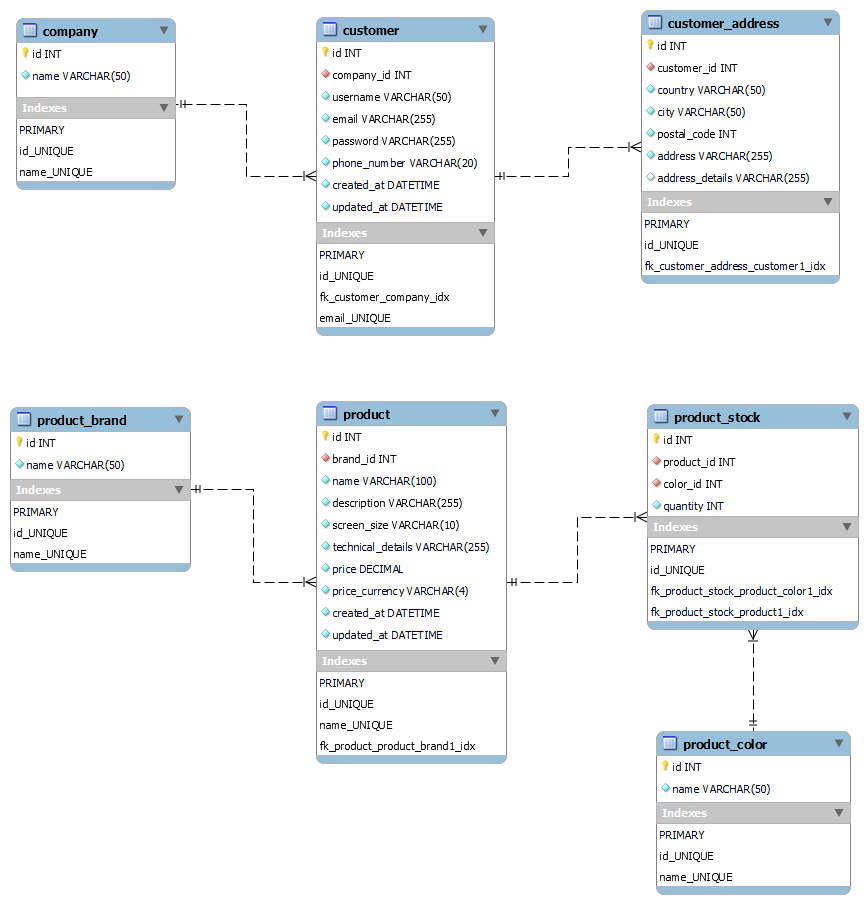 company
id INT
name VARCHAR(50)
Indexes
PRIMARY
id_UNIQUE
name_UNIQUE
customer
id INT
company_id INT
username VARCHAR(50)
email VARCHAR(255)
password VARCHAR(255)
phone_number VARCHAR(20)
created_at DATETIME
updated_at DATETIME
Indexes
PRIMARY
id_UNIQUE
fk_customer_company_idx
email_UNIQUE
customer_address
id INT
customer_id INT
country VARCHAR(50)
city VARCHAR(50)
postal_code INT
address VARCHAR(255)
address_details VARCHAR(255)
Indexes
PRIMARY
id_UNIQUE
fk_customer_address_customer1_idx
product_brand
id INT
name VARCHAR(50)
Indexes
PRIMARY
id_UNIQUE
name_UNIQUE
product
id INT
brand_id INT
name VARCHAR(100)
description VARCHAR(255)
screen_size VARCHAR(10)
technical_details VARCHAR(255)
price DECIMAL
price_currency VARCHAR(4)
created_at DATETIME
updated_at DATETIME
Indexes
PRIMARY
id_UNIQUE
name_UNIQUE
fk_product_product_brand1_idx
product_stock
id INT
product_id INT
color_id INT
quantity INT
Indexes
PRIMARY
id_UNIQUE
fk_product_stock_product_color1_idx
fk_product_stock_product1_idx
product_color
id INT
name VARCHAR(50)
Indexes
PRIMARY
id_UNIQUE
name_UNIQUE